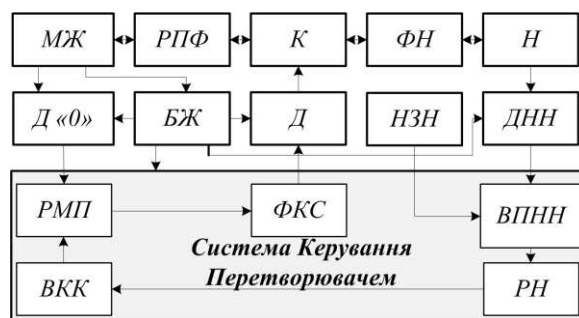 МЖ РПФ К ФН Н
Д «0» БЖ Д НЗН ДНН
РМП ФКС ВПНН
Система Керування
Перетворювачем
ВКК РН